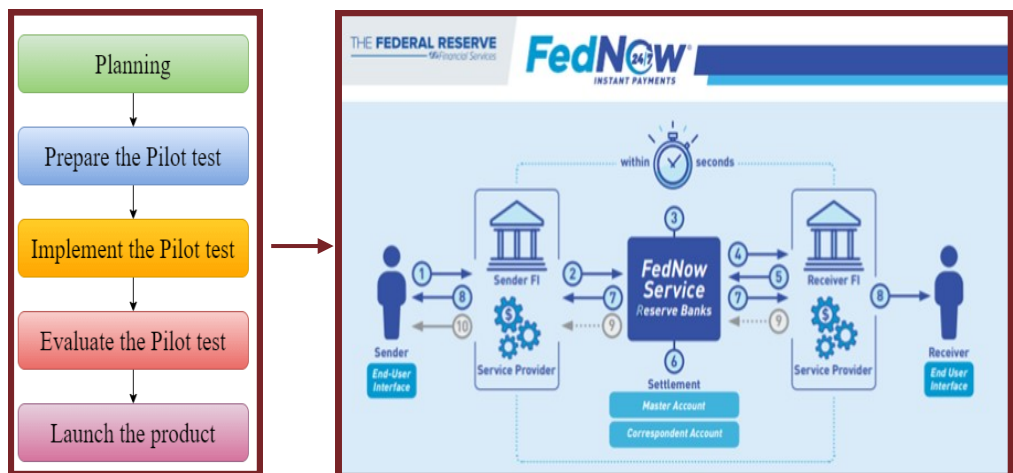 Planning
Prepare the Pilot test
Implement the Pilot test
Evaluate the Pilot test
Launch the product
THE FEDERAL RESERVE
Financial Services
FedNow®
24/7
INSTANT PAYMENTS
within seconds
3
1
2
4
5
8
7
7
8
10
9
9
6
Sender FI
FedNow
Service
Reserve Banks
Receiver FI
$
$
Sender
End-User
Interface
Service Provider
Service Provider
Receiver
End User
Interface
Settlement
Master Account
Correspondent Account